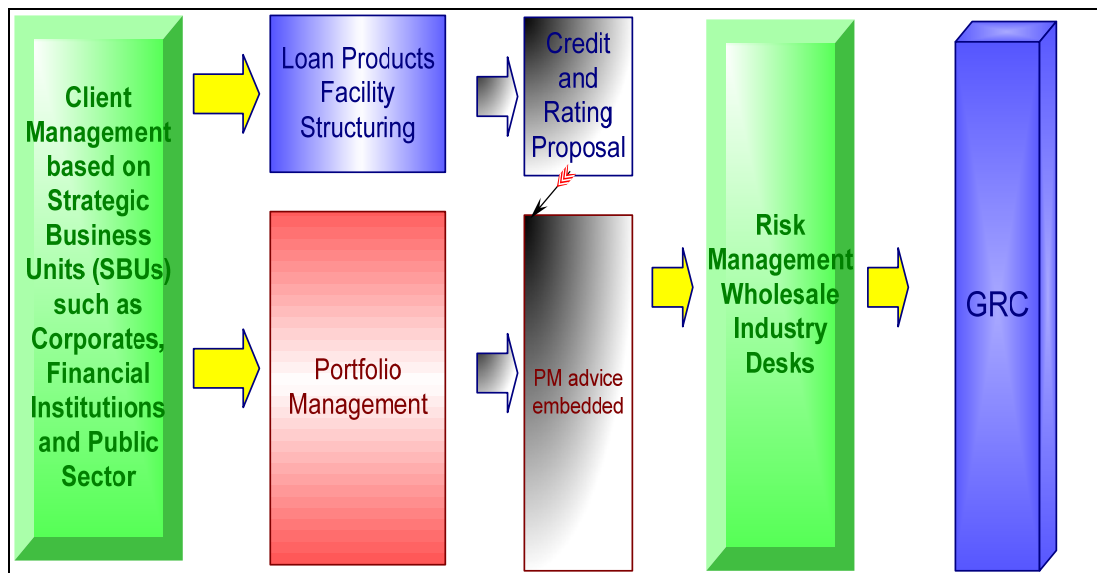 Client
Management
based on
Strategic
Business
Units (SBUs)
such as
Corporates,
Financial
Institutiions
and Public
Sector
Loan Products
Facility
Structuring
Credit
and
Rating
Proposal
Portfolio
Management
PM advice
embedded
Risk
Management
Wholesale
Industry
Desks
GRC